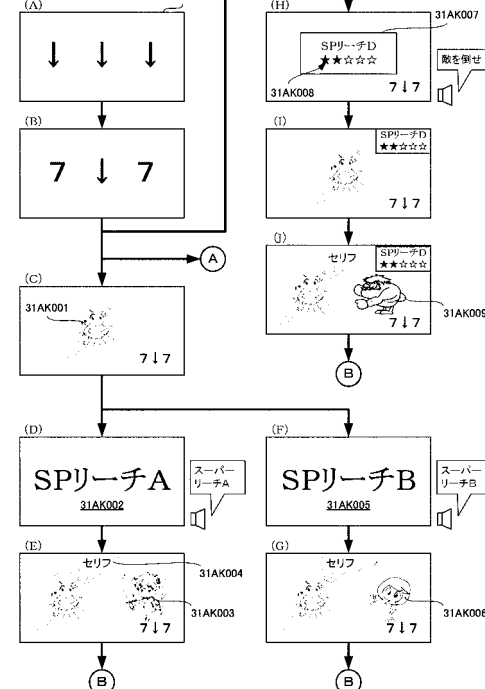 (A)
↓ ↓ ↓
(B)
7 ↓ 7
A
(C)
31AK001
7↓7
(D)
SPリーチA
31AK002
スーパー
リーチA
(E)
セリフ
31AK004
31AK003
7↓7
B
(F)
SPリーチB
31AK005
スーパー
リーチB
(G)
セリフ
31AK006
7↓7
B
(H)
31AK007
SPリーチD
★★☆☆☆
31AK008
7↓7
敵を倒せ
(I)
SPリーチD
★★☆☆☆
7↓7
(J)
セリフ
SPリーチD
★★☆☆☆
31AK009
7↓7
B